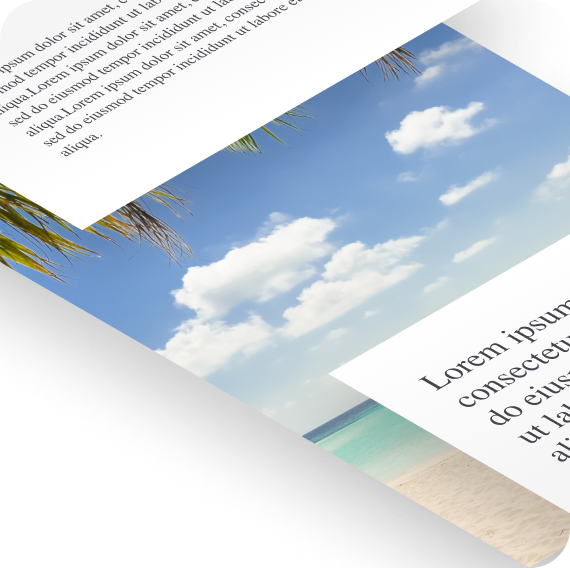 ipsum dolor sit amet, c
mod tempor incididunt ut lab
aliqua.Lorem ipsum dolor sit amet, c
sed do eiusmod tempor incididunt ut la
aliqua.Lorem ipsum dolor sit amet, consec
sed do eiusmod tempor incididunt ut labore e
aliqua.
Lorem ipsum
consectetu
do eius
ut la
ali